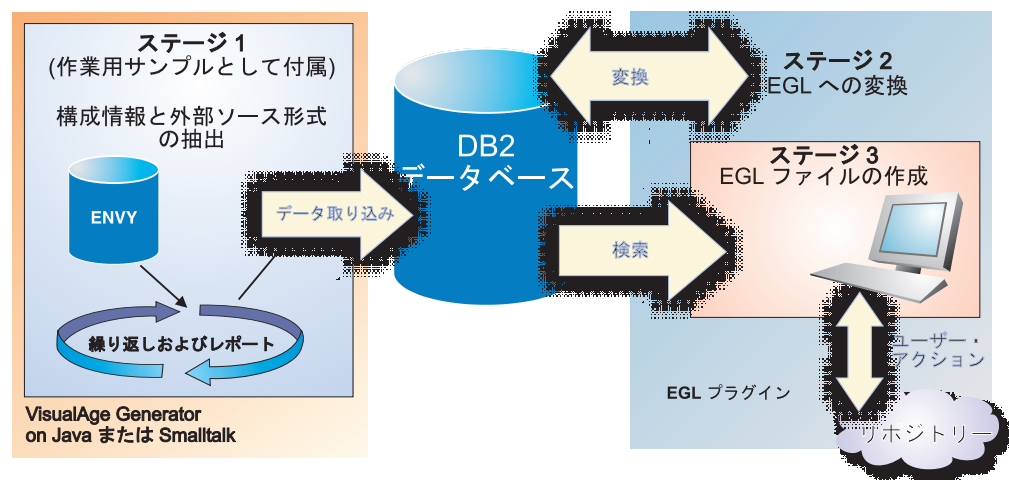 ステージ 1
(作業用サンプルとして付属)
構成情報と外部ソース形式
の抽出
ENVY
データ取り込み
繰り返しおよびレポート
VisualAge Generator
on Java または Smalltalk
DB2
データベース
変換
ステージ 2
EGL への変換
ステージ 3
EGL ファイルの作成
検索
ユーザー・
アクション
EGL プラグイン
リポジトリー